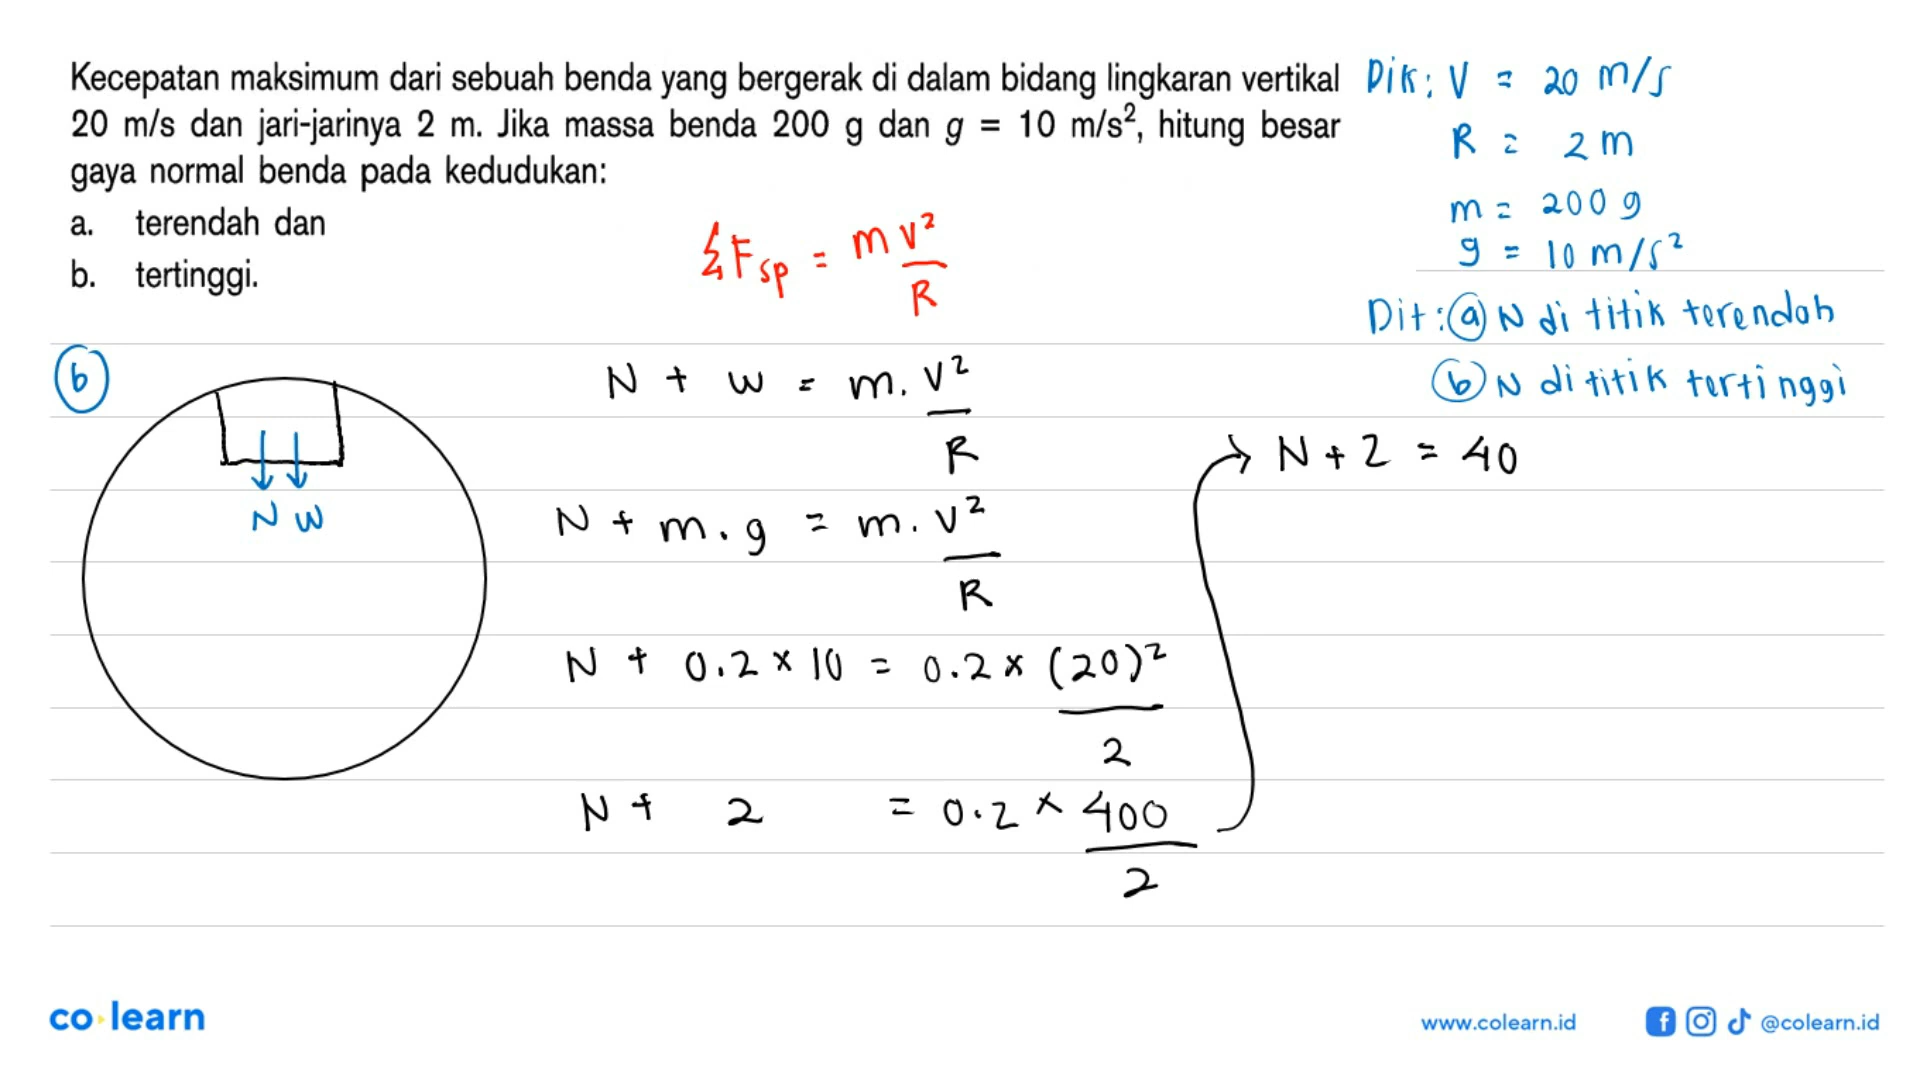 Kecepatan maksimum dari sebuah benda yang bergerak di dalam bidang lingkaran vertikal
20 m/s dan jari-jarinya 2 m. Jika massa benda 200 g dan g = 10 m/s², hitung besar
gaya normal benda pada kedudukan:
a. terendah dan
b. tertinggi.
ΣF_sp = m v²/R
Dik: V = 20 m/s
R = 2 m
m = 200 g
g = 10 m/s²
Dit: (a) N di titik terendah
(b) N di titik tertinggi
(b)
N W
N + w = m. v²/R
N + m.g = m. v²/R
N + 0.2 × 10 = 0.2 × (20)²/2
N + 2 = 0.2 × 400/2
→ N + 2 = 40
co learn
www.colearn.id
@colearn.id